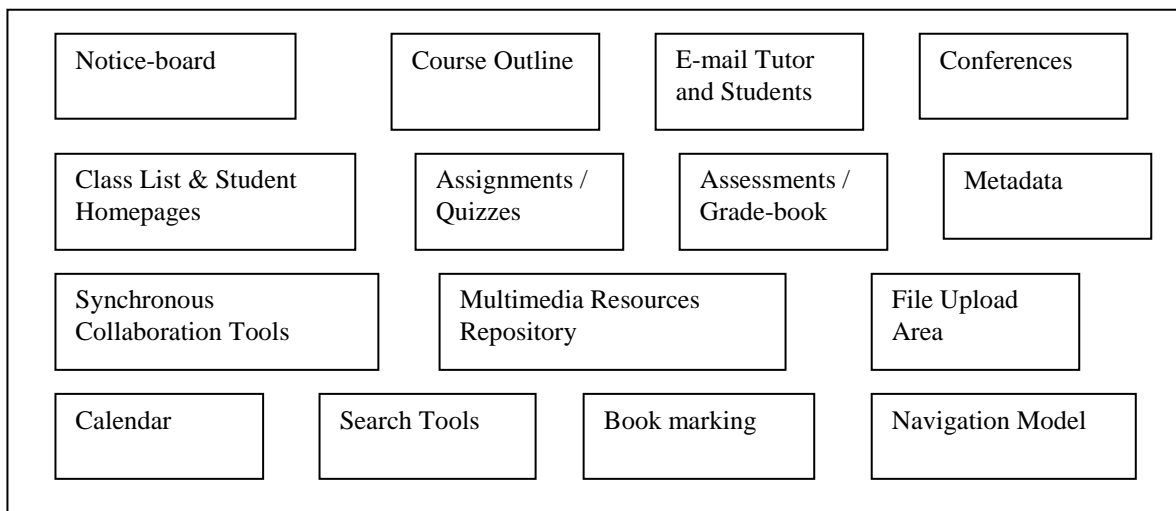 Notice-board
Course Outline
E-mail Tutor
and Students
Conferences
Class List & Student
Homepages
Assignments /
Quizzes
Assessments /
Grade-book
Metadata
Synchronous
Collaboration Tools
Multimedia Resources
Repository
File Upload
Area
Calendar
Search Tools
Book marking
Navigation Model